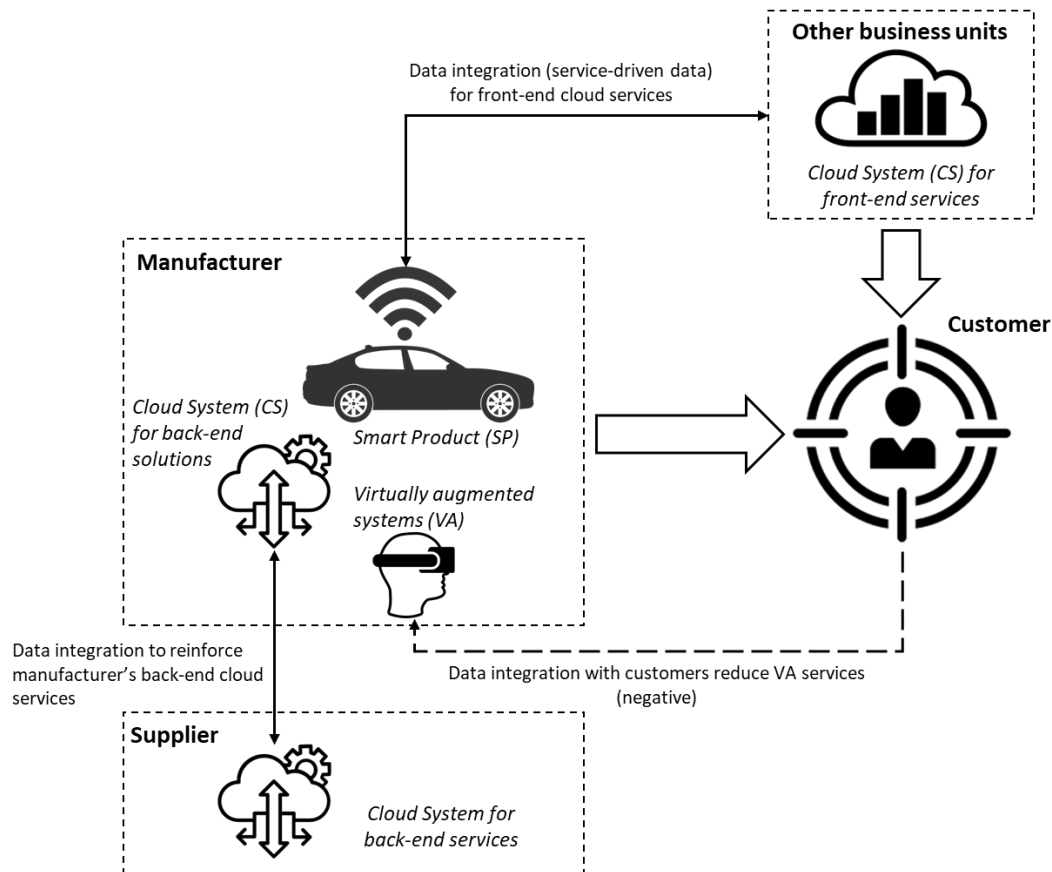 Other business units
Data integration (service-driven data)
for front-end cloud services
Cloud System (CS) for
front-end services
Manufacturer
Customer
Cloud System (CS)
for back-end
solutions
Smart Product (SP)
Virtually augmented
systems (VA)
Data integration to reinforce
manufacturer’s back-end cloud
services
Data integration with customers reduce VA services
(negative)
Supplier
Cloud System for
back-end services